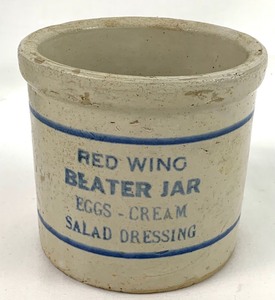 RED WING
BEATER JAR
EGGS - CREAM
SALAD DRESSING